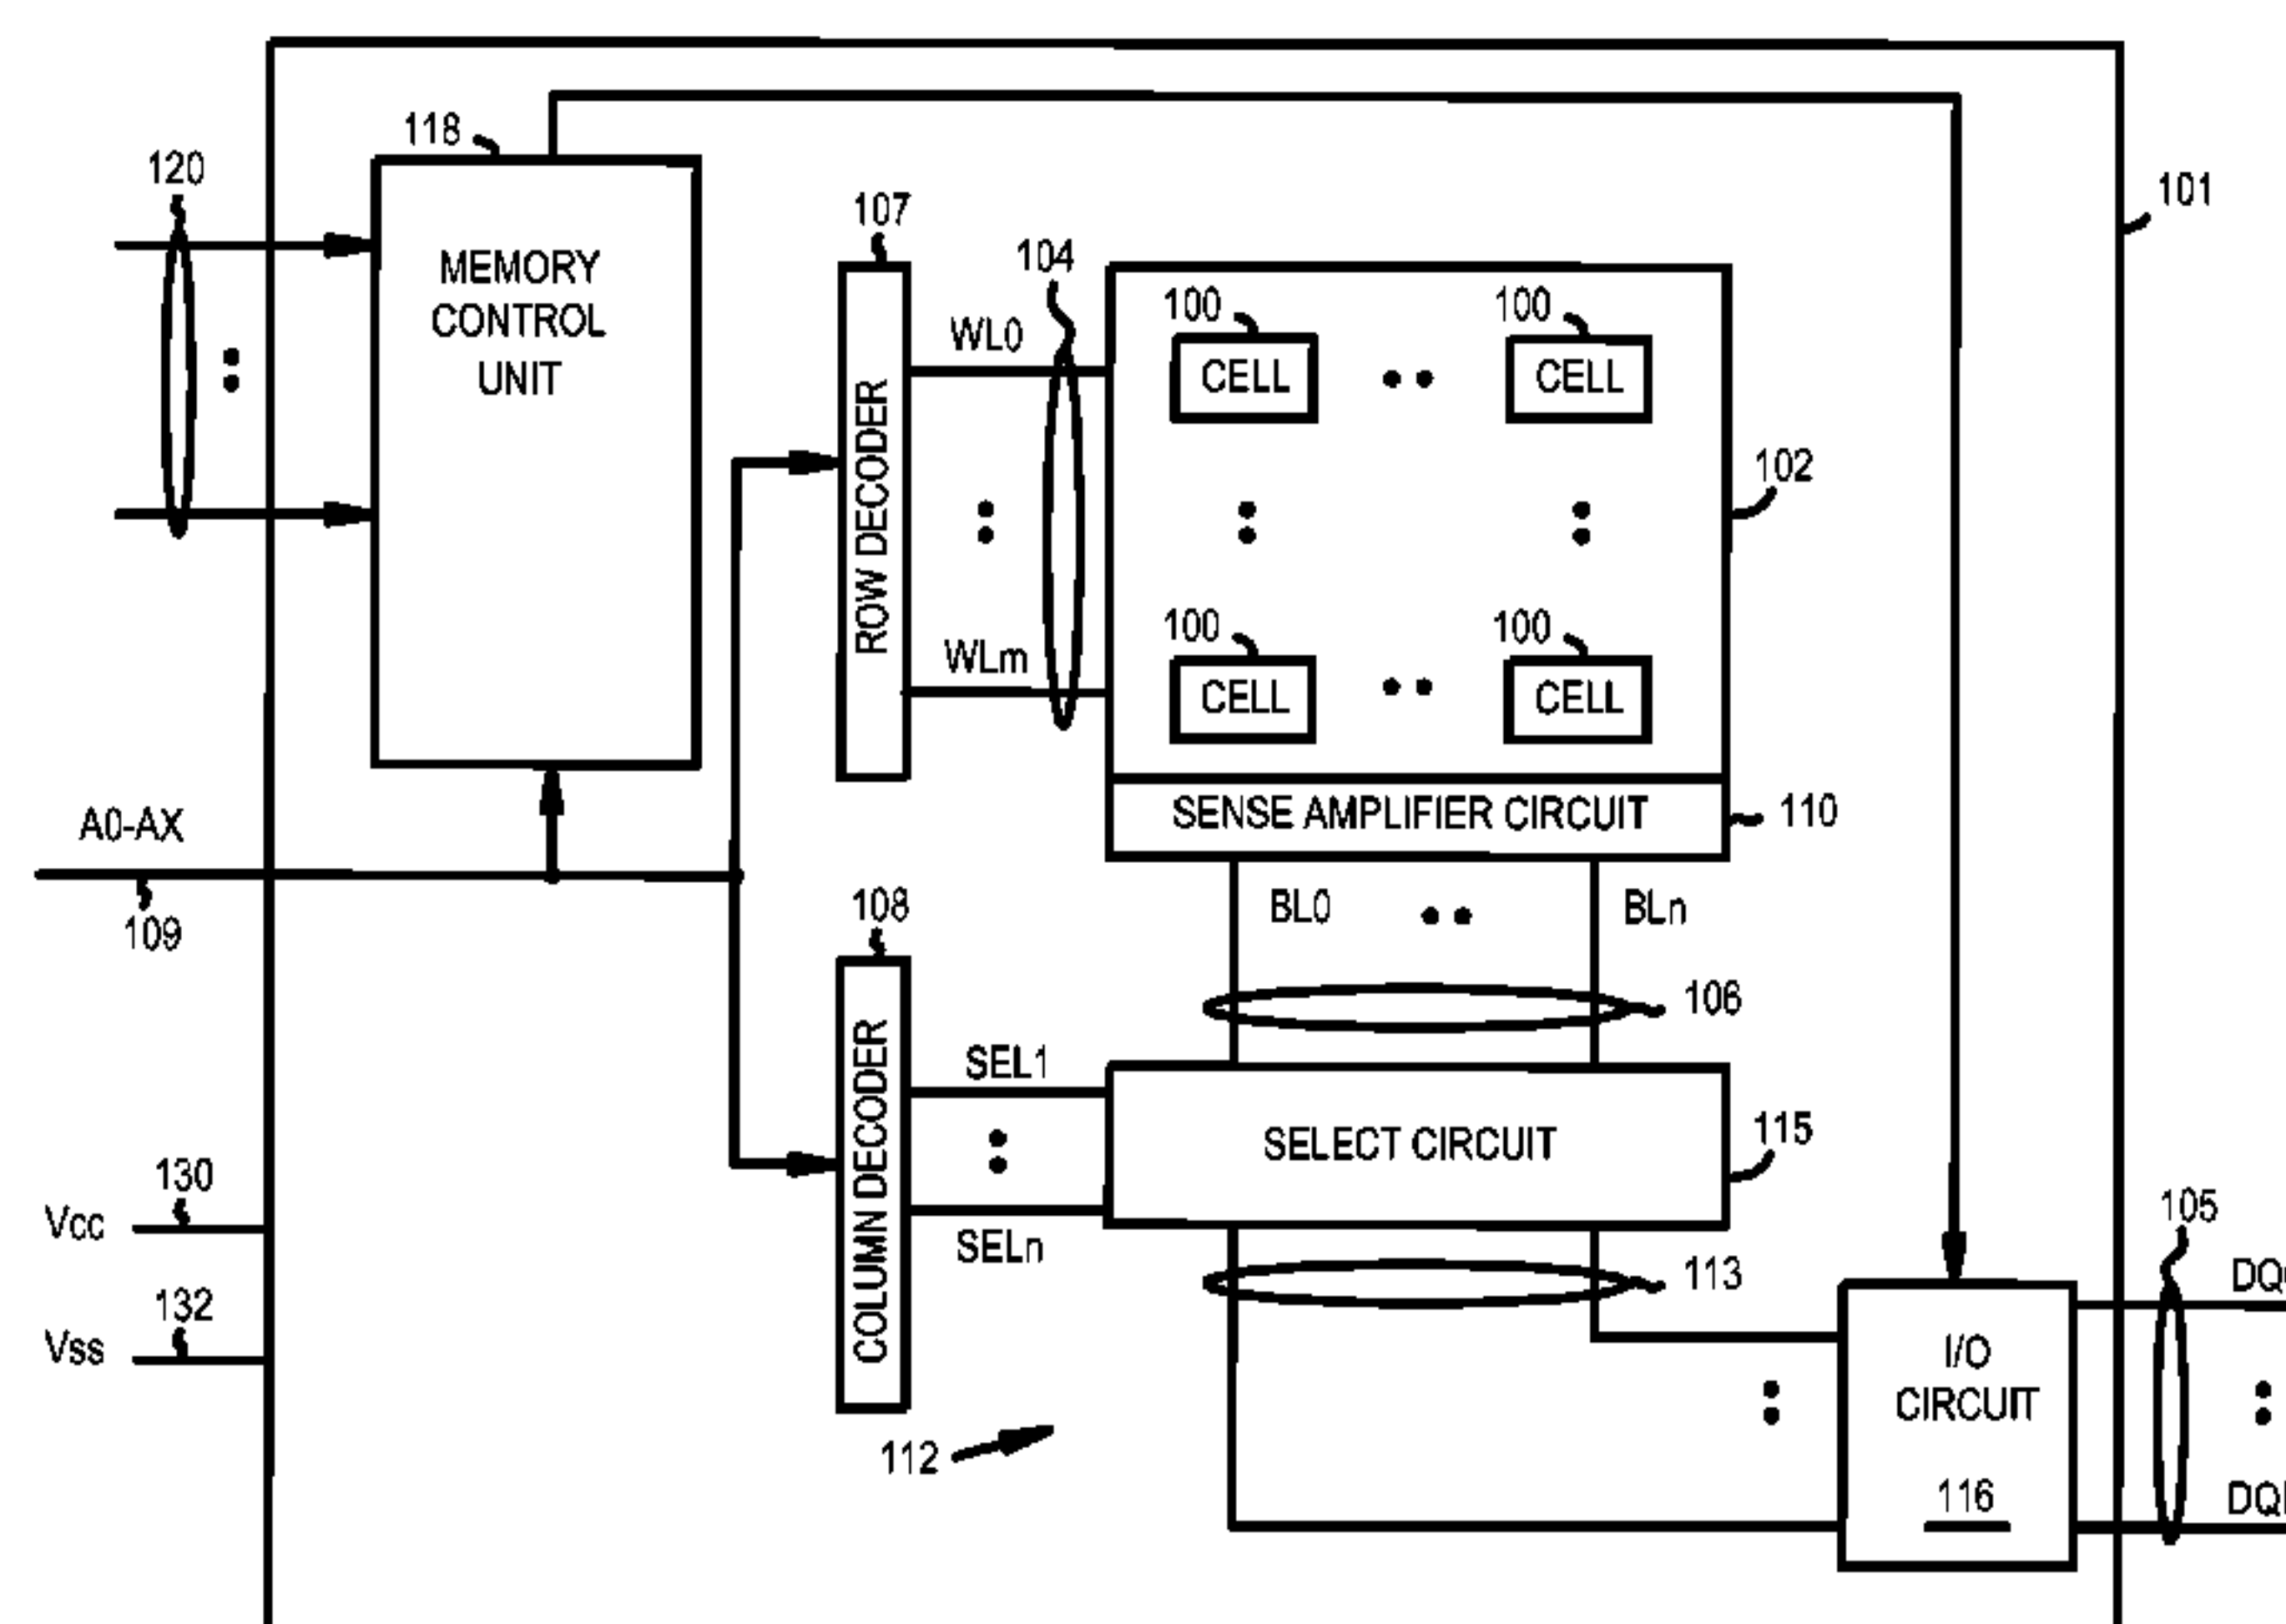 118
120
101
107
MEMORY
CONTROL
UNIT
104
100
100
WL0
CELL
CELL
ROW DECODER
102
100
100
WLm
CELL
CELL
A0-AX
SENSE AMPLIFIER CIRCUIT
110
109
108
BL0
BLn
106
SEL1
COLUMN DECODER
SELECT CIRCUIT
115
130
Vcc
SELn
113
105
132
Vss
I/O
CIRCUIT
112
116